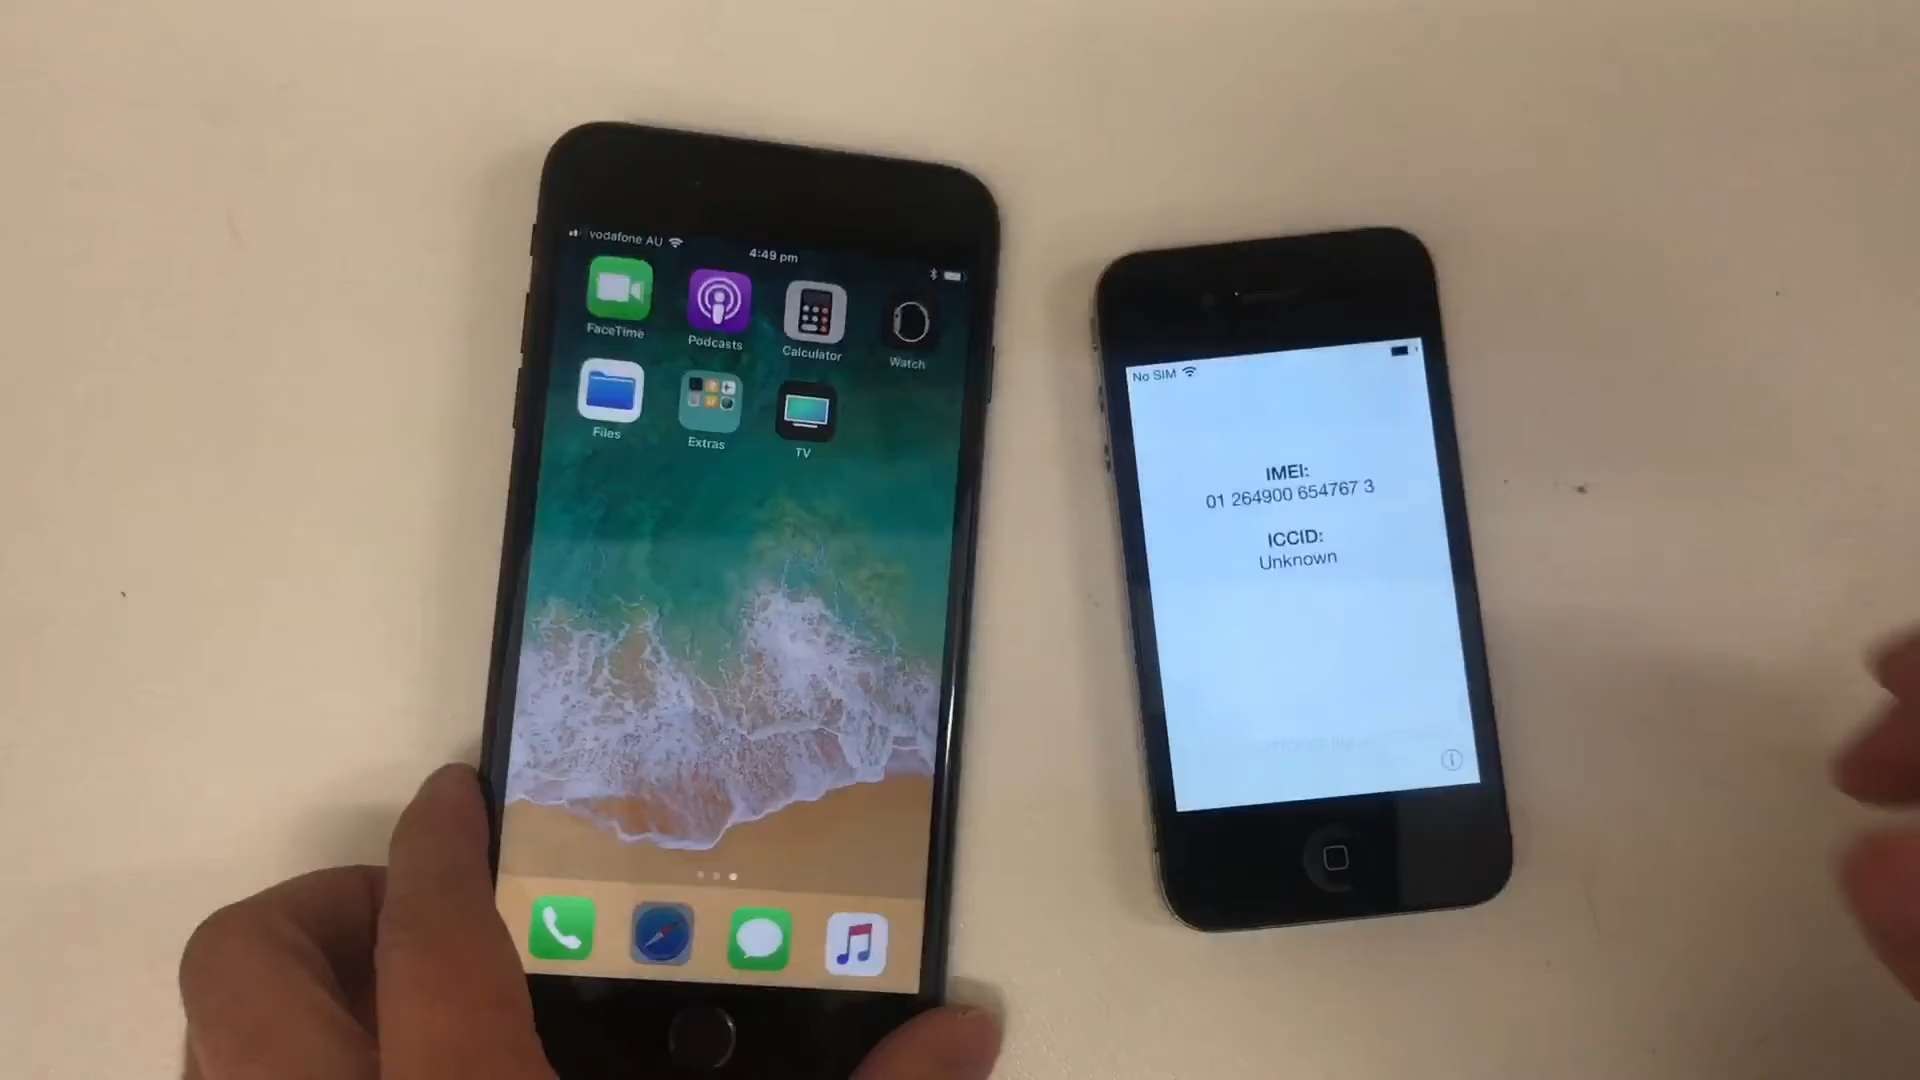 vodafone AU
4:49 pm
FaceTime
Podcasts
Calculator
Watch
Files
Extras
TV
No SIM
IMEI:
01 264900 654767 3
ICCID:
Unknown